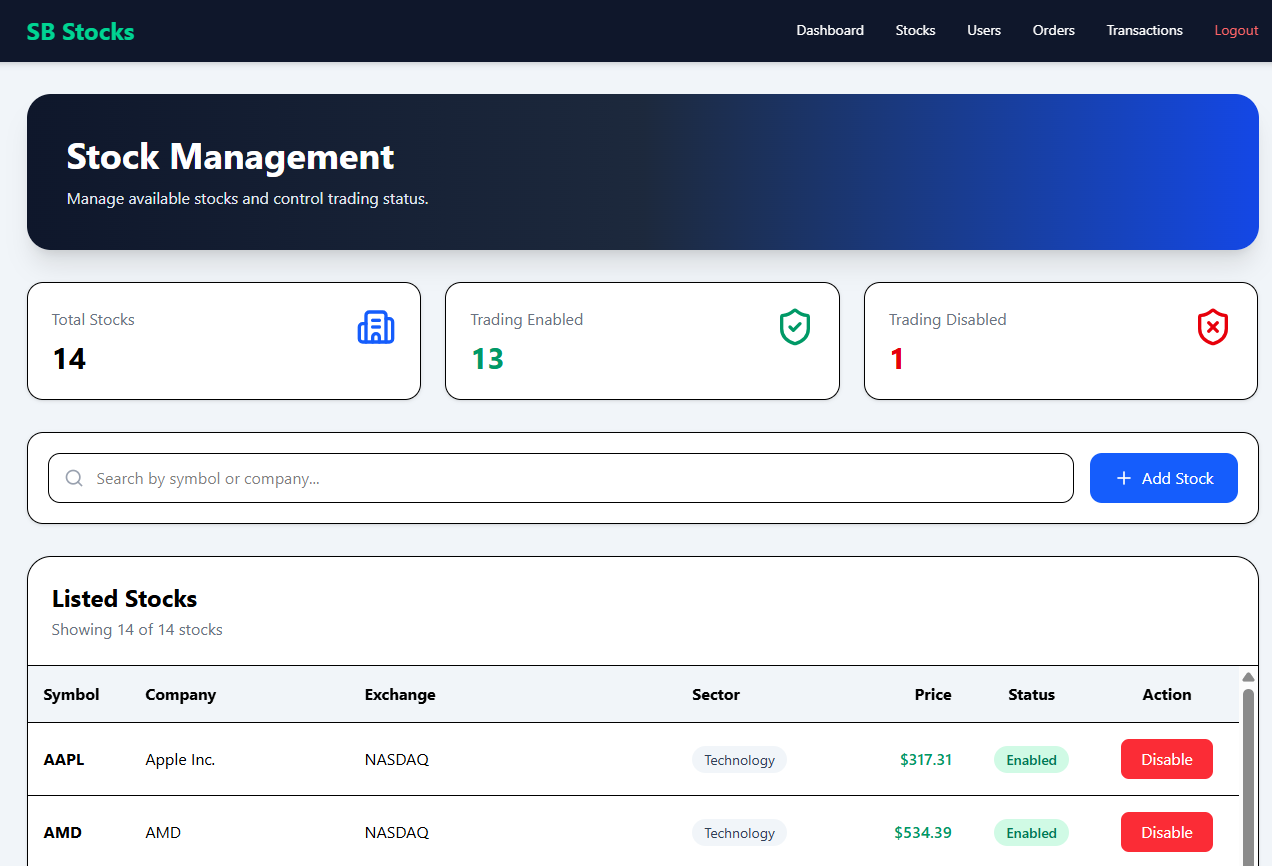 SB Stocks
Dashboard Stocks Users Orders Transactions Logout
Stock Management
Manage available stocks and control trading status.
Total Stocks
14
Trading Enabled
13
Trading Disabled
1
Search by symbol or company...
Add Stock
Listed Stocks
Showing 14 of 14 stocks
Symbol Company Exchange Sector Price Status Action
AAPL Apple Inc. NASDAQ Technology $317.31 Enabled Disable
AMD AMD NASDAQ Technology $534.39 Enabled Disable